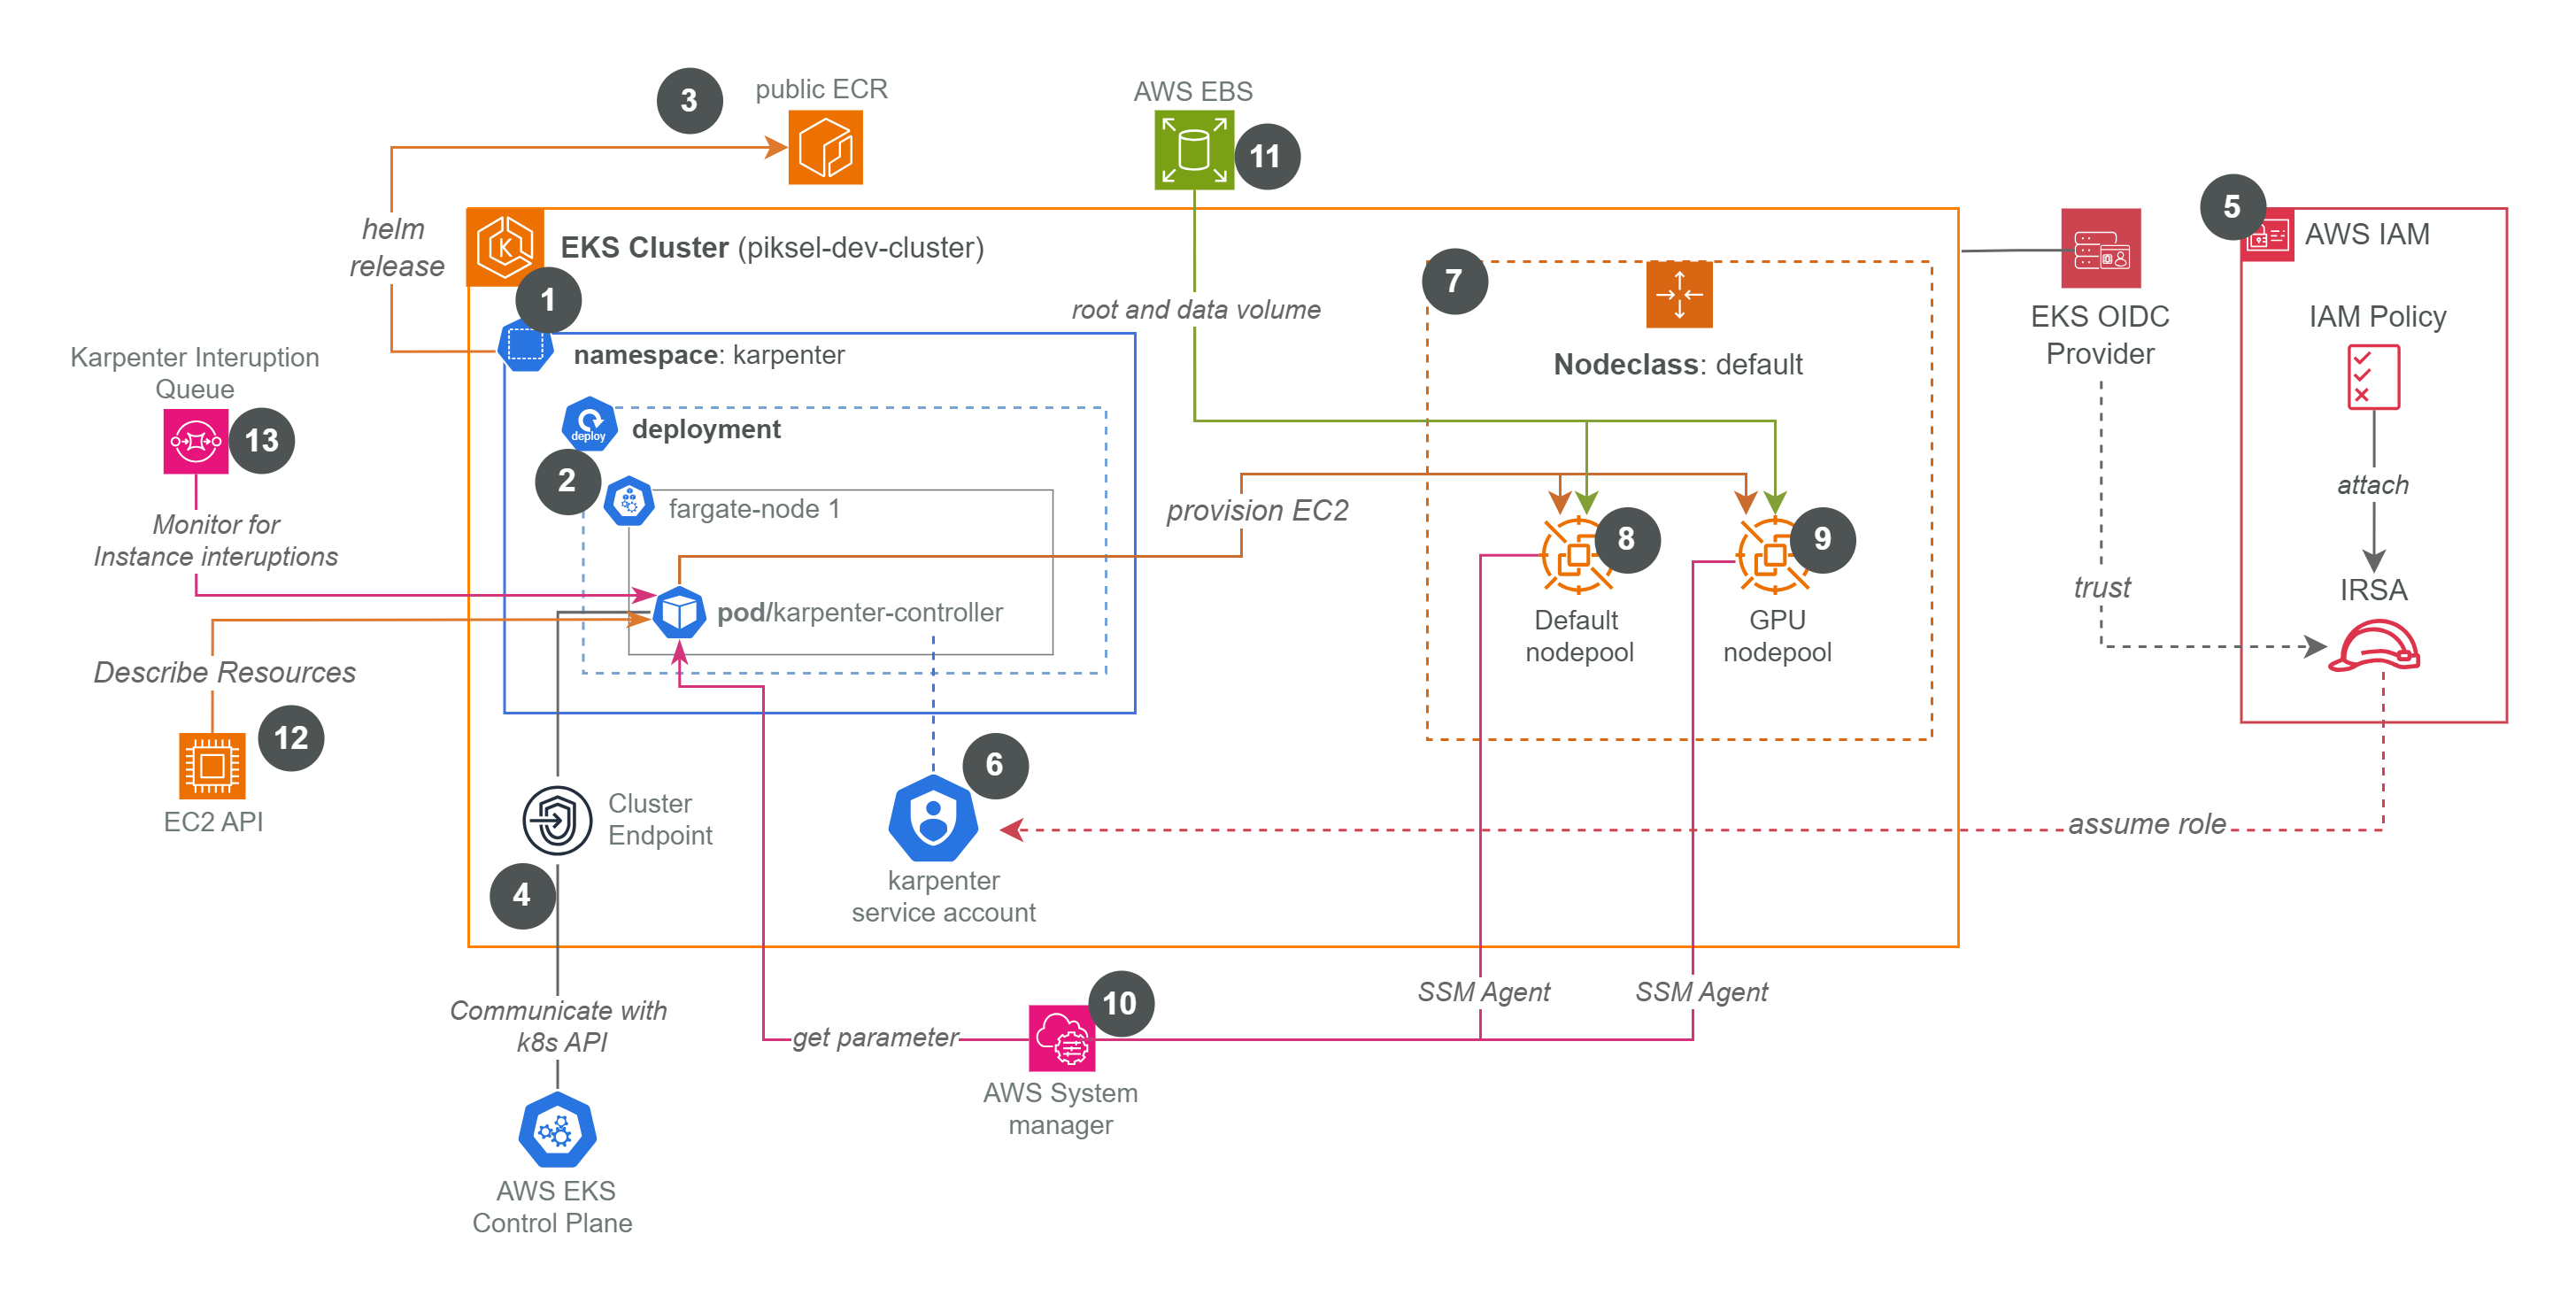 3
public ECR
AWS EBS
11
helm
release
EKS Cluster (piksel-dev-cluster)
1
namespace: karpenter
K
root and data volume
7
Nodeclass: default
EKS OIDC
Provider
5
AWS IAM
IAM Policy
attach
IRSA
trust
assume role
Karpenter Interuption
Queue
13
Monitor for
Instance interuptions
deploy
deployment
2
fargate-node 1
pod/karpenter-controller
provision EC2
8
Default
nodepool
9
GPU
nodepool
Describe Resources
12
EC2 API
Cluster
Endpoint
4
6
karpenter
service account
Communicate with
k8s API
AWS EKS
Control Plane
get parameter
10
AWS System
manager
SSM Agent
SSM Agent